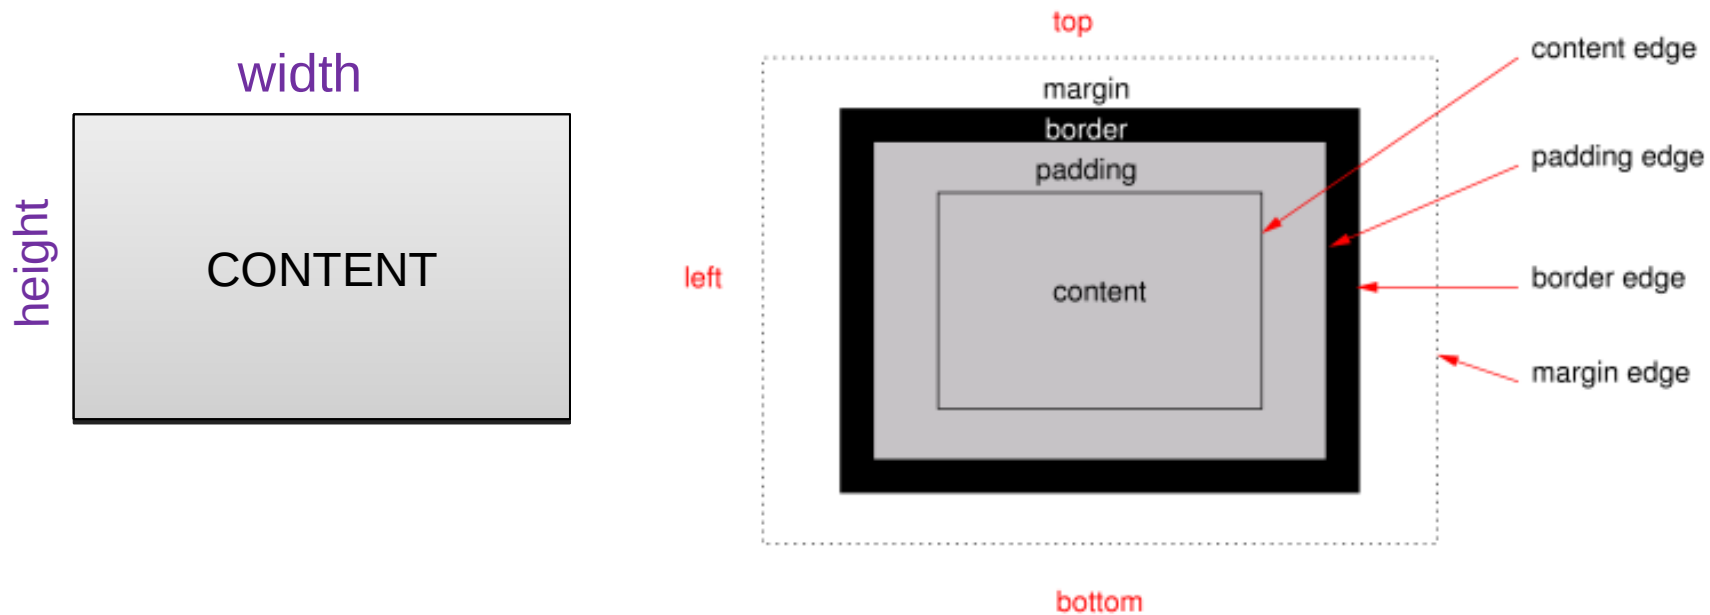 width
height
CONTENT
top
margin
border
padding
content
left
bottom
content edge
padding edge
border edge
margin edge